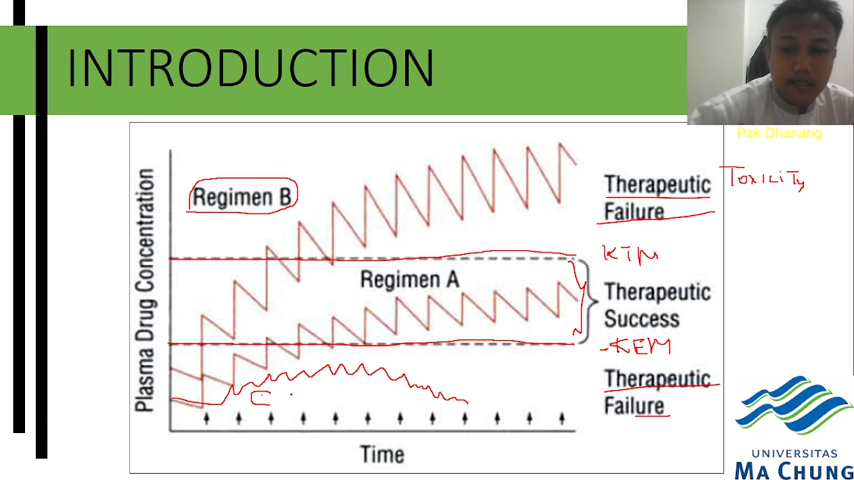 INTRODUCTION
Pak Dhanang
Plasma Drug Concentration
Regimen B
Therapeutic
Failure
TOXICITY
KTM
Regimen A
Therapeutic
Success
KEM
Therapeutic
Failure
C
Time
UNIVERSITAS
MA CHUNG